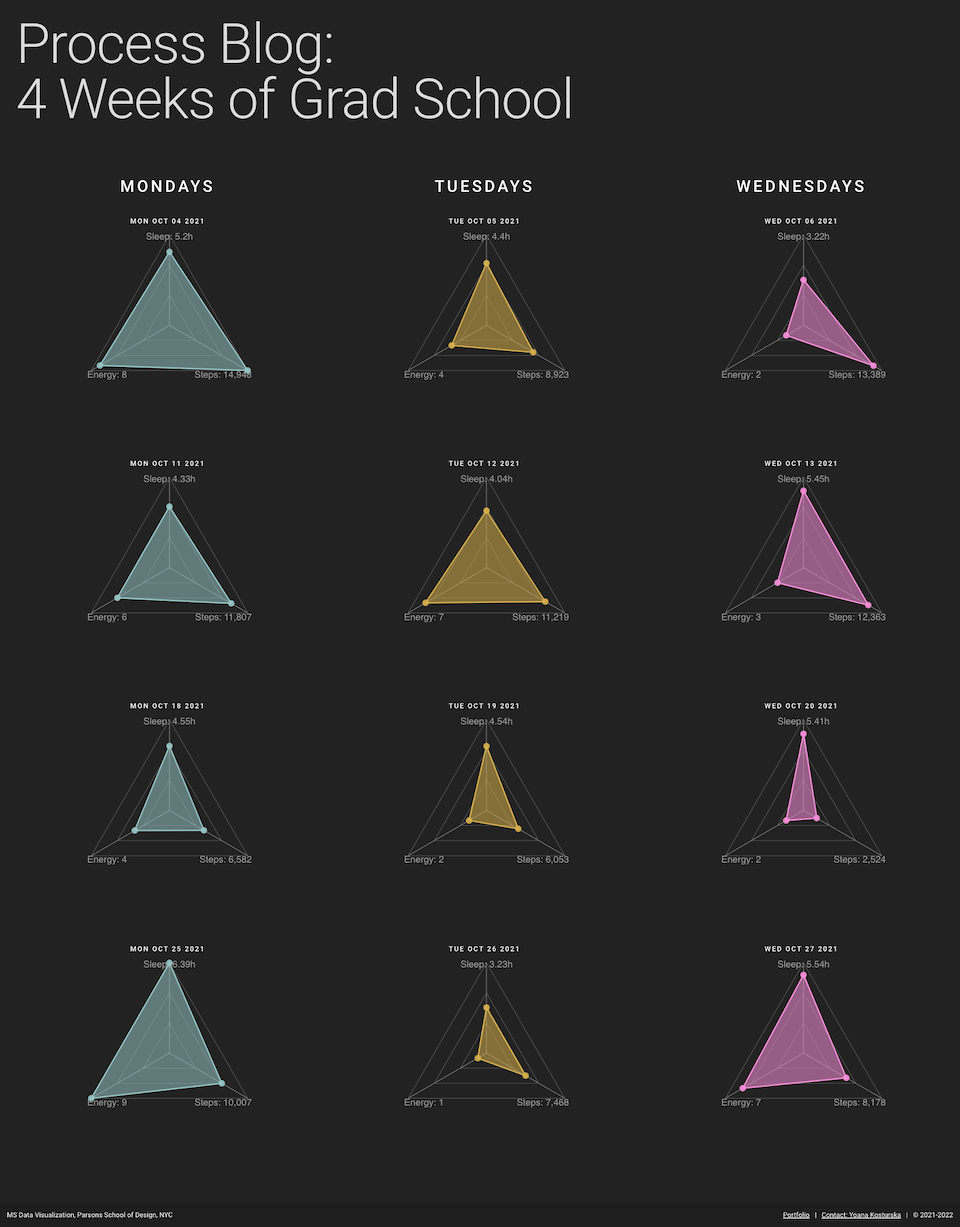 Process Blog:
4 Weeks of Grad School
MONDAYS
TUESDAYS
WEDNESDAYS
MON OCT 04 2021
Sleep: 5.2h
Energy: 8
Steps: 14,948
TUE OCT 05 2021
Sleep: 4.4h
Energy: 4
Steps: 8,923
WED OCT 06 2021
Sleep: 3.22h
Energy: 2
Steps: 13,389
MON OCT 11 2021
Sleep: 4.33h
Energy: 6
Steps: 11,807
TUE OCT 12 2021
Sleep: 4.04h
Energy: 7
Steps: 11,219
WED OCT 13 2021
Sleep: 5.45h
Energy: 3
Steps: 12,363
MON OCT 18 2021
Sleep: 4.55h
Energy: 4
Steps: 6,582
TUE OCT 19 2021
Sleep: 4.54h
Energy: 2
Steps: 6,053
WED OCT 20 2021
Sleep: 5.41h
Energy: 2
Steps: 2,524
MON OCT 25 2021
Sleep: 6.39h
Energy: 9
Steps: 10,007
TUE OCT 26 2021
Sleep: 3.23h
Energy: 1
Steps: 7,468
WED OCT 27 2021
Sleep: 5.54h
Energy: 7
Steps: 8,178
MS Data Visualization, Parsons School of Design, NYC
Portfolio | Contact: Yoana Kosturska | © 2021-2022